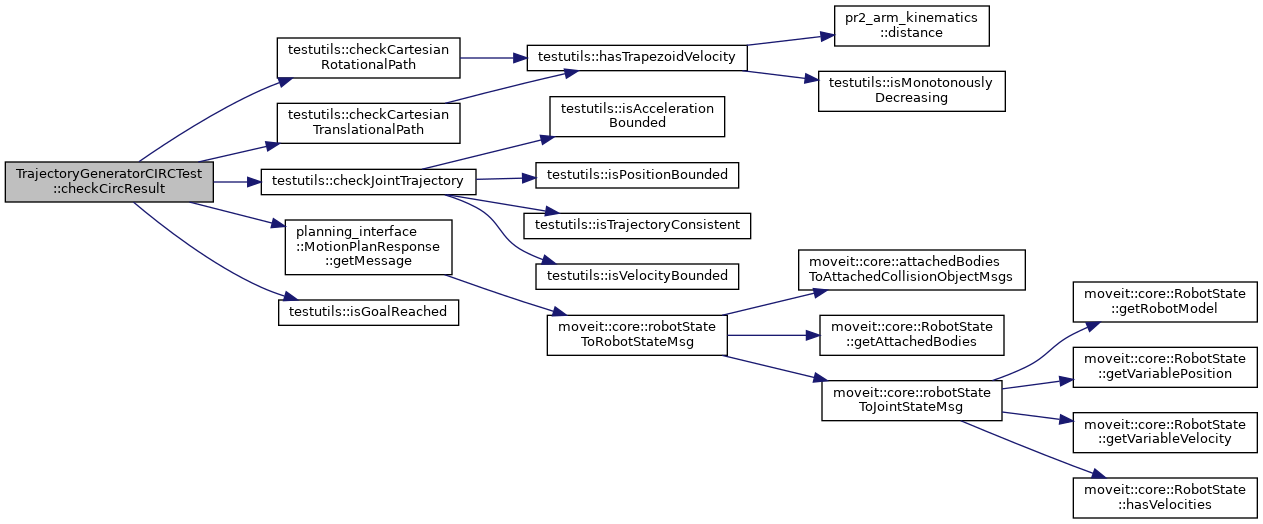 TrajectoryGeneratorCIRCTest
::checkCircResult
testutils::checkCartesian
RotationalPath
testutils::checkCartesian
TranslationalPath
testutils::checkJointTrajectory
planning_interface
::MotionPlanResponse
::getMessage
testutils::isGoalReached
testutils::hasTrapezoidVelocity
testutils::isAcceleration
Bounded
testutils::isPositionBounded
testutils::isTrajectoryConsistent
testutils::isVelocityBounded
moveit::core::robotState
ToRobotStateMsg
pr2_arm_kinematics
::distance
testutils::isMonotonously
Decreasing
moveit::core::attachedBodies
ToAttachedCollisionObjectMsgs
moveit::core::RobotState
::getAttachedBodies
moveit::core::robotState
ToJointStateMsg
moveit::core::RobotState
::getRobotModel
moveit::core::RobotState
::getVariablePosition
moveit::core::RobotState
::getVariableVelocity
moveit::core::RobotState
::hasVelocities